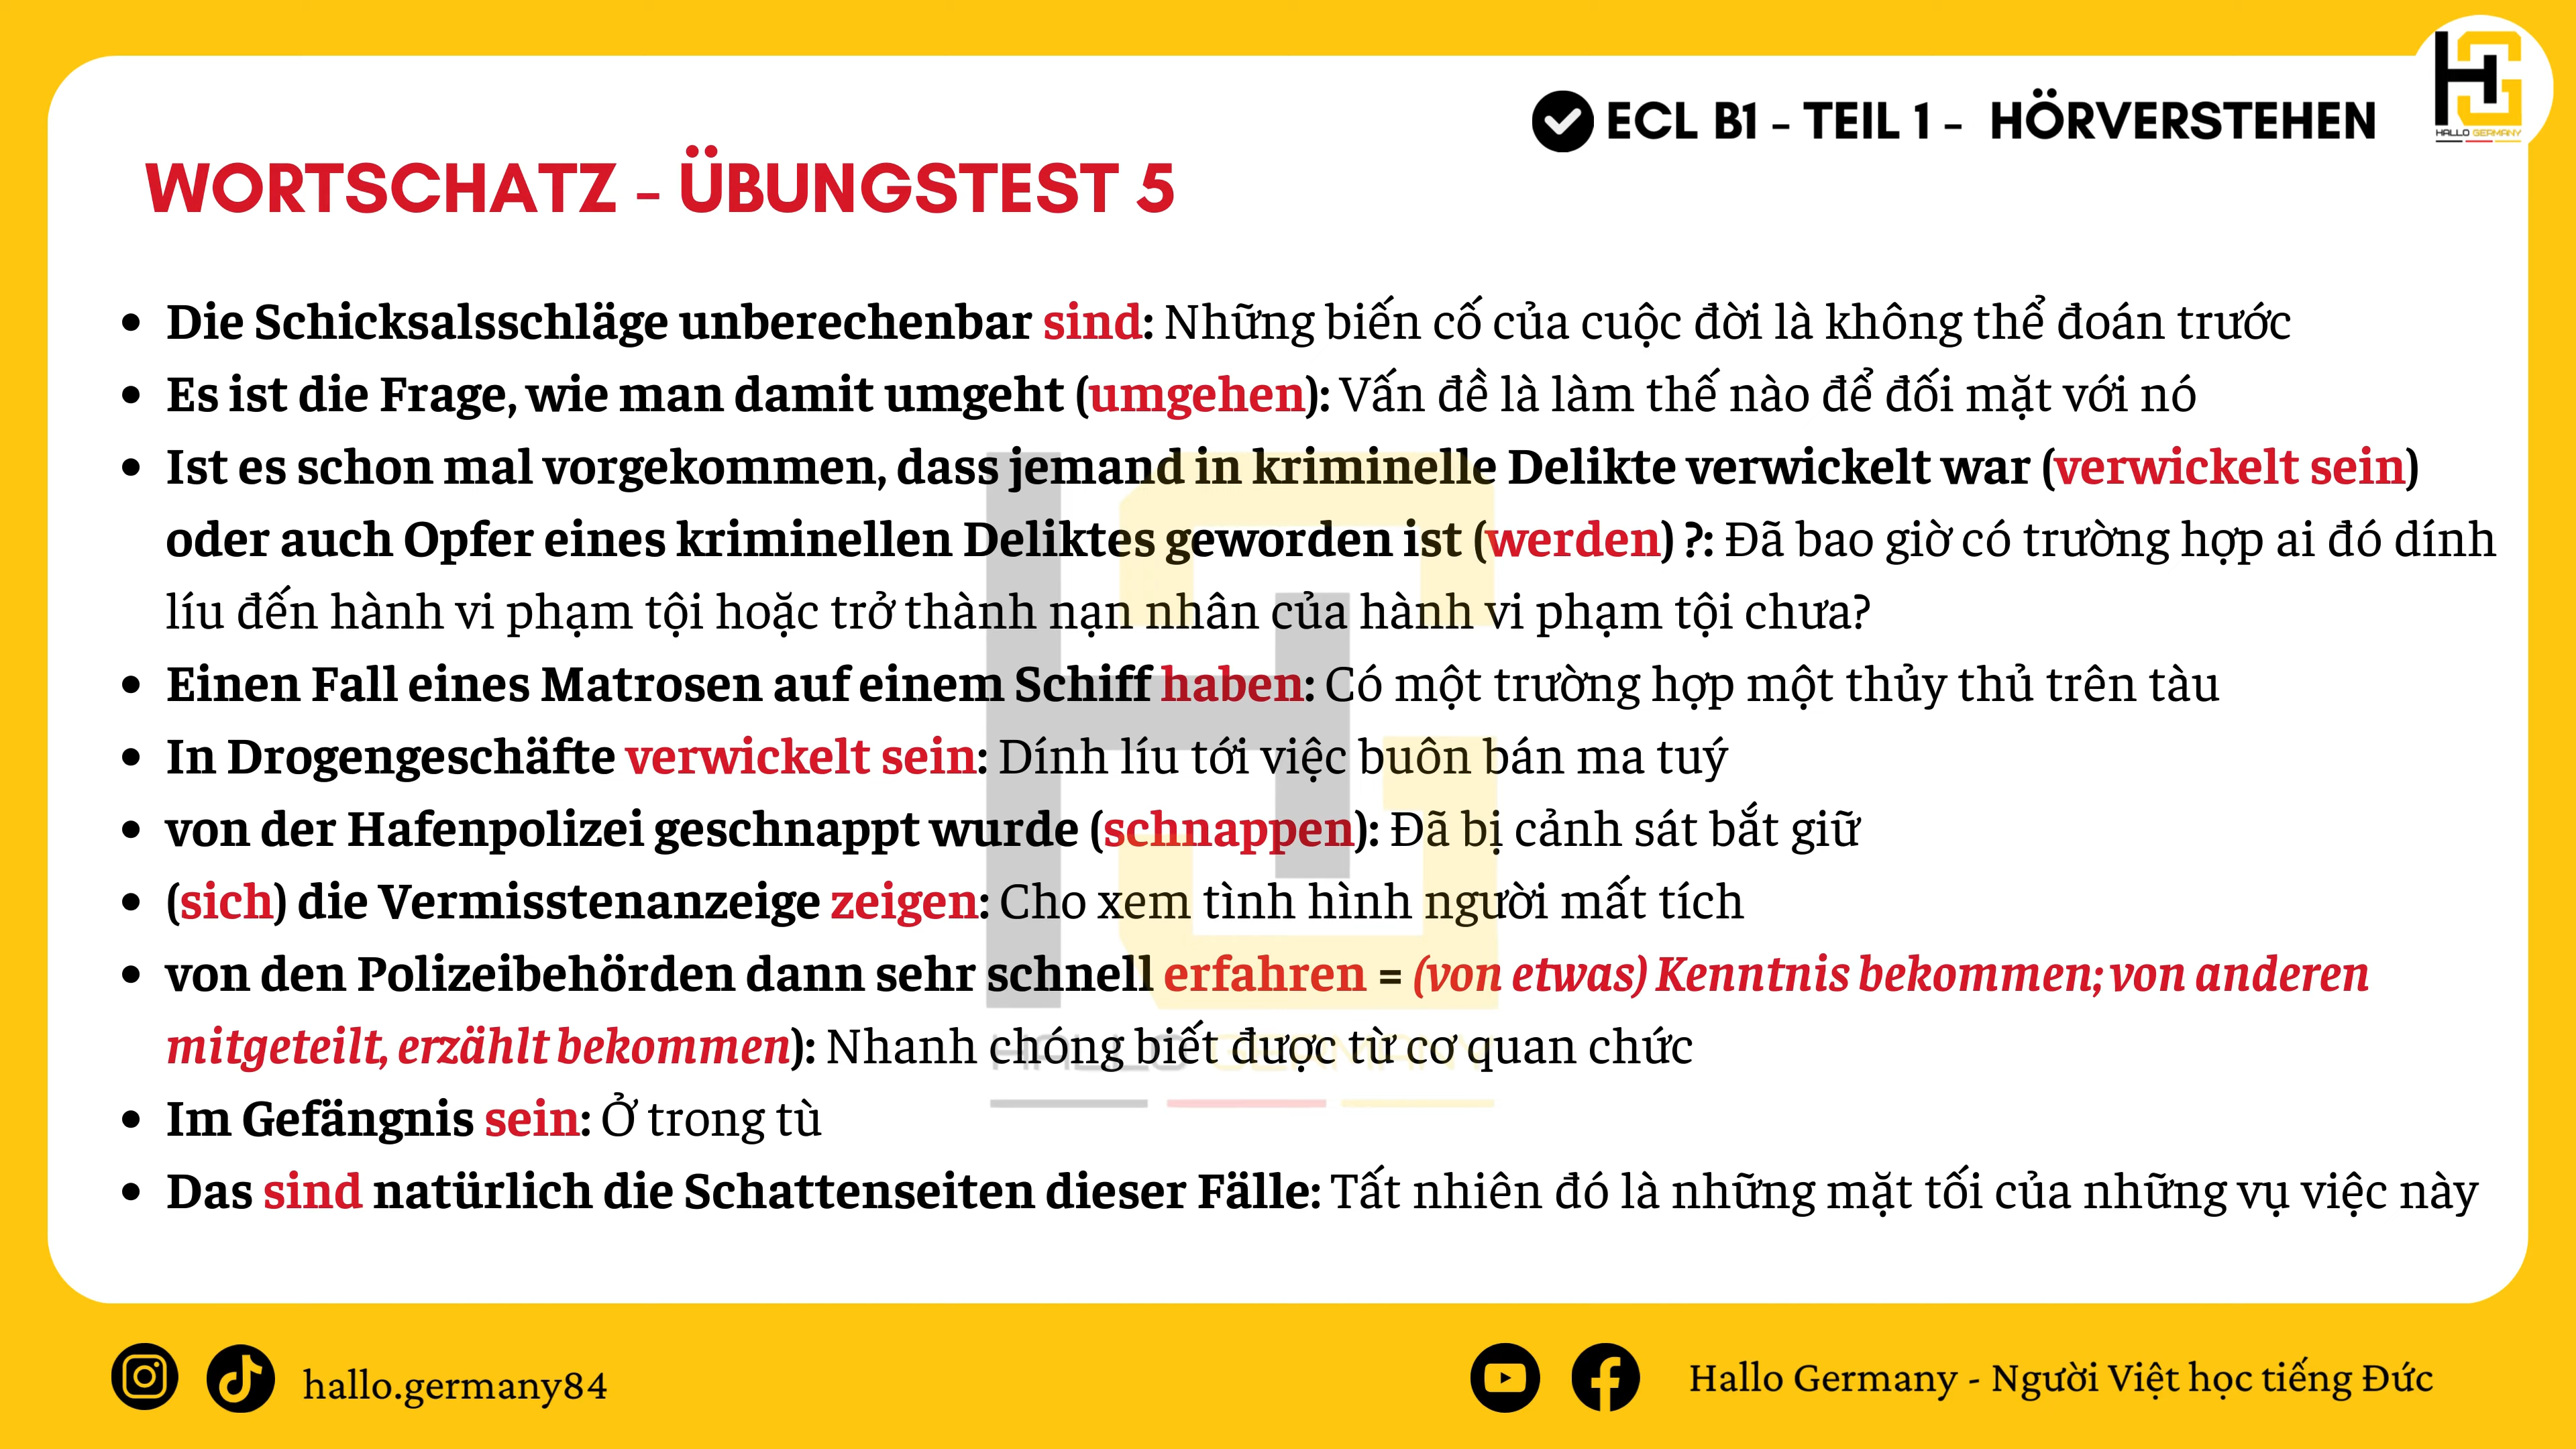 ECL B1 - TEIL 1 - HÖRVERSTEHEN
HALLO GERMANY
WORTSCHATZ - ÜBUNGSTEST 5
• Die Schicksalsschläge unberechenbar sind: Những biến cố của cuộc đời là không thể đoán trước
• Es ist die Frage, wie man damit umgeht (umgehen): Vấn đề là làm thế nào để đối mặt với nó
• Ist es schon mal vorgekommen, dass jemand in kriminelle Delikte verwickelt war (verwickelt sein)
oder auch Opfer eines kriminellen Deliktes geworden ist (werden) ?: Đã bao giờ có trường hợp ai đó dính
líu đến hành vi phạm tội hoặc trở thành nạn nhân của hành vi phạm tội chưa?
• Einen Fall eines Matrosen auf einem Schiff haben: Có một trường hợp một thủy thủ trên tàu
• In Drogengeschäfte verwickelt sein: Dính líu tới việc buôn bán ma tuý
• von der Hafenpolizei geschnappt wurde (schnappen): Đã bị cảnh sát bắt giữ
• (sich) die Vermisstenanzeige zeigen: Cho xem tình hình người mất tích
• von den Polizeibehörden dann sehr schnell erfahren = (von etwas) Kenntnis bekommen; von anderen
mitgeteilt, erzählt bekommen): Nhanh chóng biết được từ cơ quan chức
• Im Gefängnis sein: Ở trong tù
• Das sind natürlich die Schattenseiten dieser Fälle: Tất nhiên đó là những mặt tối của những vụ việc này
HALLO GERMANY
hallo.germany84
Hallo Germany - Người Việt học tiếng Đức